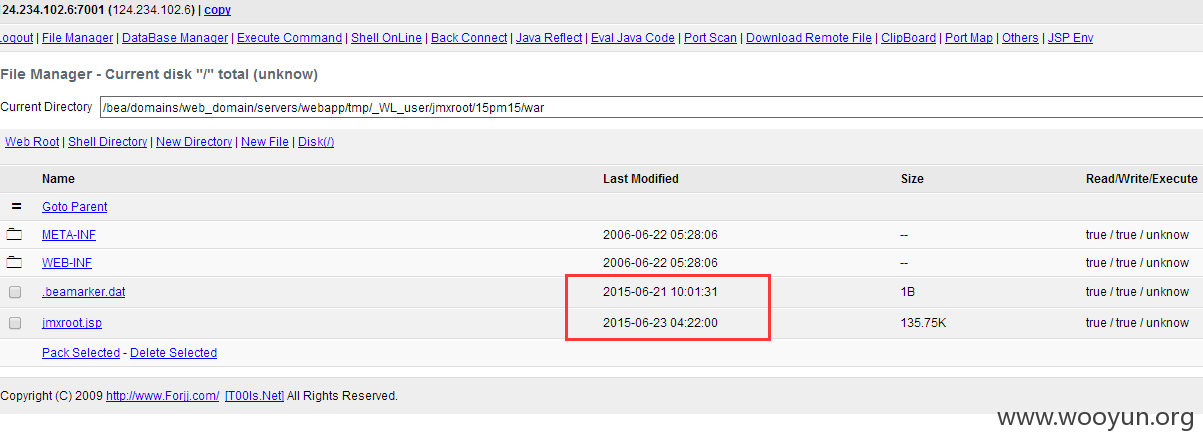 24.234.102.6:7001 (124.234.102.6) | copy
ogout | File Manager | DataBase Manager | Execute Command | Shell OnLine | Back Connect | Java Reflect | Eval Java Code | Port Scan | Download Remote File | ClipBoard | Port Map | Others | JSP Env
File Manager - Current disk "/" total (unknow)
Current Directory /bea/domains/web_domain/servers/webapp/tmp/_WL_user/jmxroot/15pm15/war
Web Root | Shell Directory | New Directory | New File | Disk(/)
Name Last Modified Size Read/Write/Execute
= Goto Parent
META-INF 2006-06-22 05:28:06 -- true / true / unknow
WEB-INF 2006-06-22 05:28:06 -- true / true / unknow
.beamarker.dat 2015-06-21 10:01:31 1B true / true / unknow
jmxroot.jsp 2015-06-23 04:22:00 135.75K true / true / unknow
Pack Selected - Delete Selected
Copyright (C) 2009 http://www.Forjj.com/ [T00ls.Net] All Rights Reserved.
www.wooyun.org